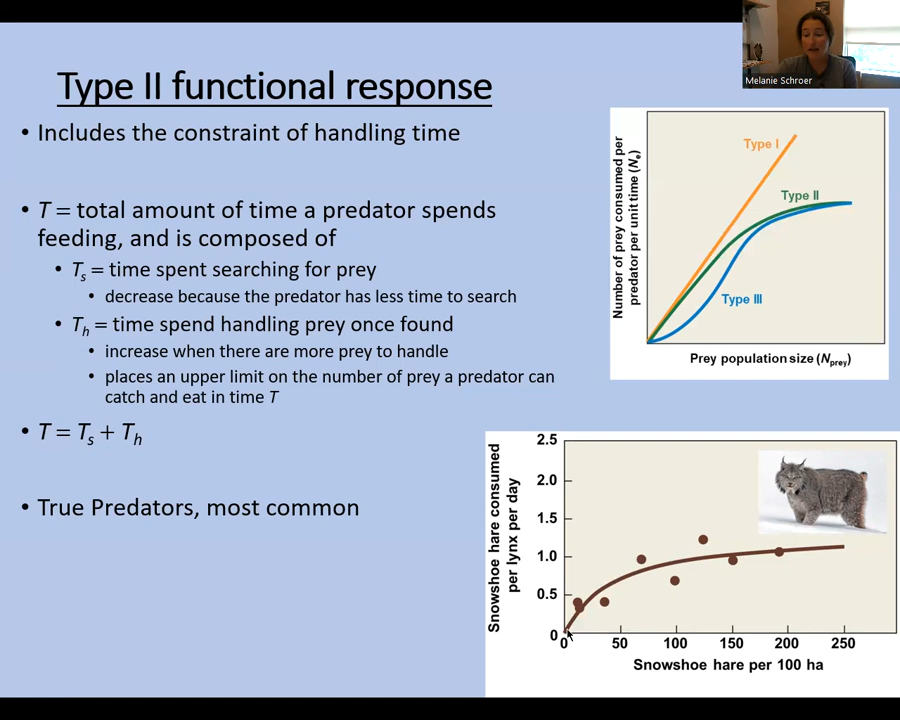 Type II functional response
• Includes the constraint of handling time
• T = total amount of time a predator spends
feeding, and is composed of
• Ts = time spent searching for prey
• decrease because the predator has less time to search
• Th = time spend handling prey once found
• increase when there are more prey to handle
• places an upper limit on the number of prey a predator can
catch and eat in time T
• T = Ts + Th
• True Predators, most common
Melanie Schroer
Number of prey consumed per
predator per unit time (Ne)
Type I
Type II
Type III
Prey population size (Nprey)
Snowshoe hare consumed
per lynx per day
2.5
2.0
1.5
1.0
0.5
0
0 50 100 150 200 250
Snowshoe hare per 100 ha